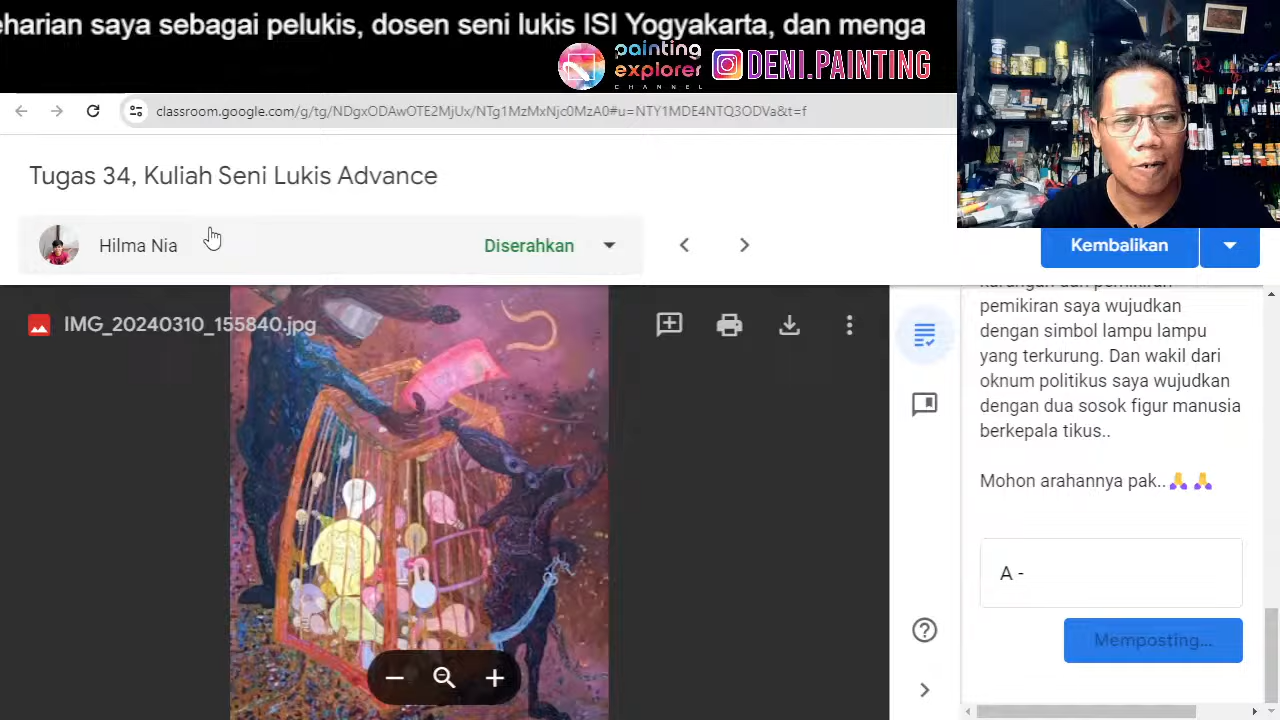 eharian saya sebagai pelukis, dosen seni lukis ISI Yogyakarta, dan menga
painting
explorer
CHANNEL
DENI.PAINTING
classroom.google.com/g/tg/NDgxODAwOTE2MjUx/NTg1MzMxNjc0MzA0#u=NTY1MDE4NTQ3ODVa&t=f
Tugas 34, Kuliah Seni Lukis Advance
Hilma Nia
Diserahkan
Kembalikan
IMG_20240310_155840.jpg
kurungan dan pemikiran
pemikiran saya wujudkan
dengan simbol lampu lampu
yang terkurung. Dan wakil dari
oknum politikus saya wujudkan
dengan dua sosok figur manusia
berkepala tikus..
Mohon arahannya pak..🙏🙏
A -
Memposting...